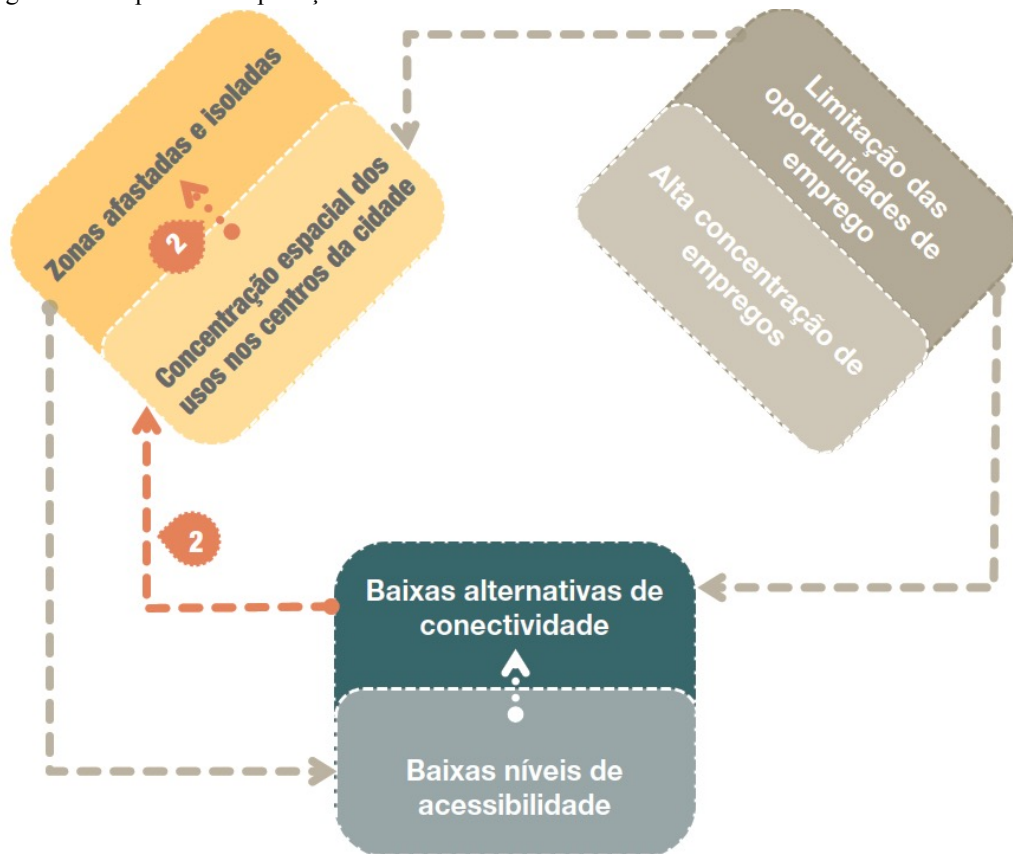 Zonas afastadas e isoladas
2
Concentração espacial dos
usos nos centros da cidade
Limitação das
oportunidades de
emprego
Alta concentração de
empregos
2
Baixas alternativas de
conectividade
Baixas níveis de
acessibilidade